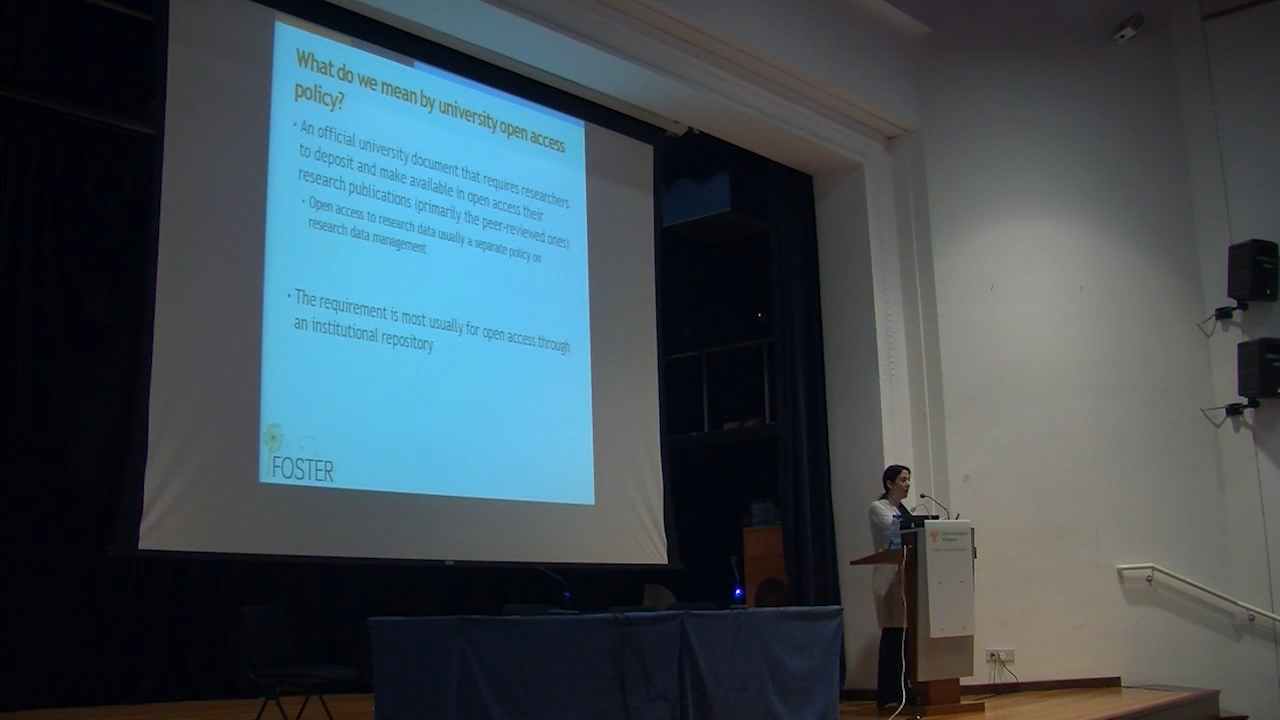 What do we mean by university open access
policy?
• An official university document that requires researchers
to deposit and make available in open access their
research publications (primarily the peer-reviewed ones)
• Open access to research data usually a separate policy on
research data management.
• The requirement is most usually for open access through
an institutional repository
FOSTER